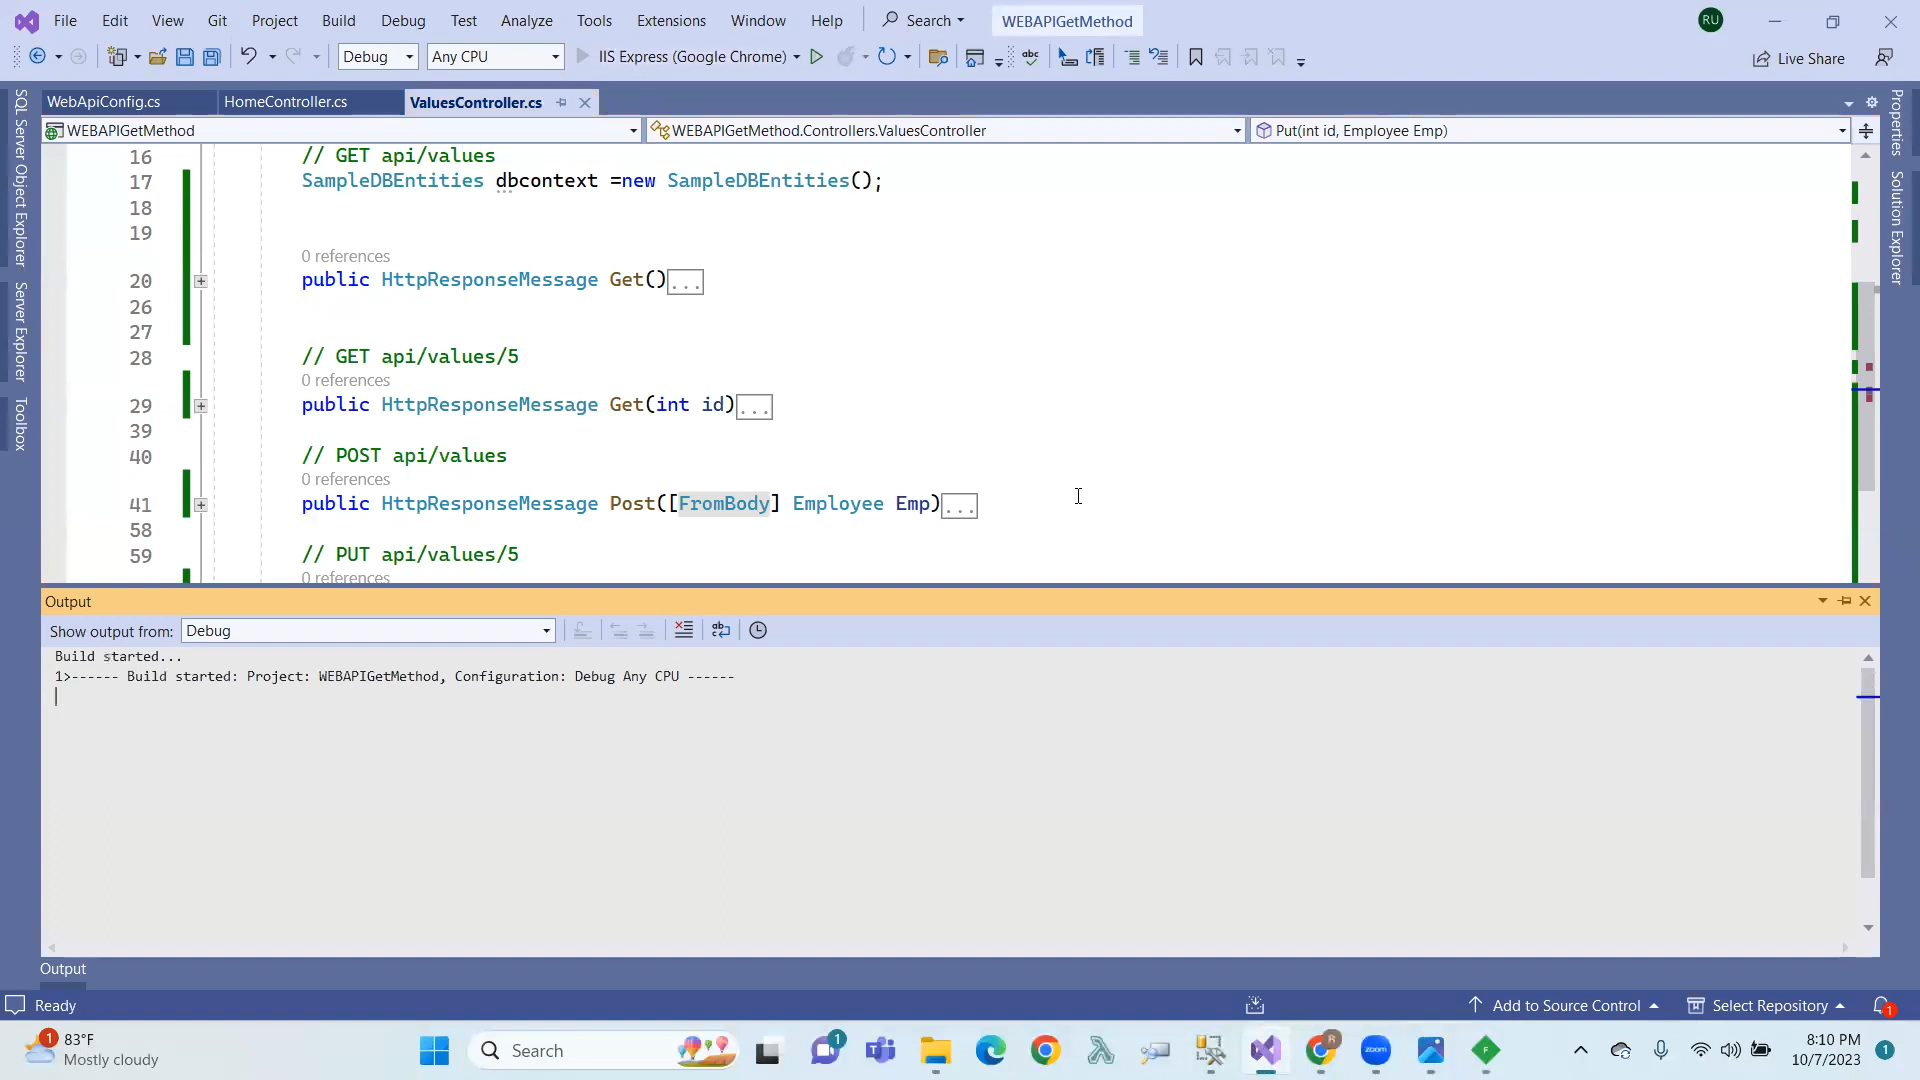 File Edit View Git Project Build Debug Test Analyze Tools Extensions Window Help Search WEBAPIGetMethod RU
Debug Any CPU IIS Express (Google Chrome) Live Share
WebApiConfig.cs HomeController.cs ValuesController.cs
WEBAPIGetMethod WEBAPIGetMethod.Controllers.ValuesController Put(int id, Employee Emp)
SQL Server Object Explorer
Server Explorer
Toolbox
Properties
Solution Explorer
16 // GET api/values
17 SampleDBEntities dbcontext =new SampleDBEntities();
18
19
0 references
20 public HttpResponseMessage Get()...
26
27
28 // GET api/values/5
0 references
29 public HttpResponseMessage Get(int id)...
39
40 // POST api/values
0 references
41 public HttpResponseMessage Post([FromBody] Employee Emp)...
58
59 // PUT api/values/5
0 references
Output
Show output from: Debug
Build started...
1>------ Build started: Project: WEBAPIGetMethod, Configuration: Debug Any CPU ------
Output
Ready Add to Source Control Select Repository 1
1 83°F
Mostly cloudy
Search
1
R
zoom
F
8:10 PM
10/7/2023
1